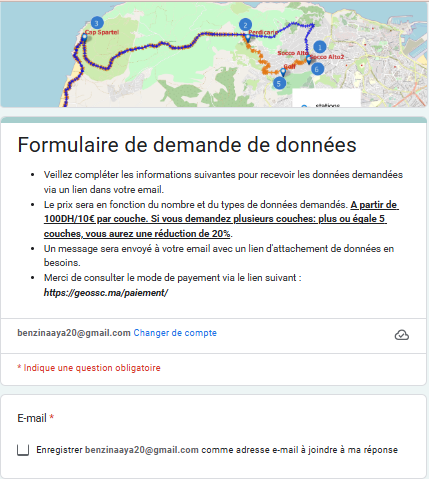 3
Cap Spartel
2
Perdicaris
1
Socco Alto
Socco Alto2
Golf
5
6
stations
Formulaire de demande de données
• Veillez compléter les informations suivantes pour recevoir les données demandées
via un lien dans votre email.
• Le prix sera en fonction du nombre et du types de données demandés. A partir de
100DH/10€ par couche. Si vous demandez plusieurs couches: plus ou égale 5
couches, vous aurez une réduction de 20%.
• Un message sera envoyé à votre email avec un lien d'attachement de données en
besoins.
• Merci de consulter le mode de payement via le lien suivant :
https://geossc.ma/paiement/
benzinaaya20@gmail.com Changer de compte
* Indique une question obligatoire
E-mail *
Enregistrer benzinaaya20@gmail.com comme adresse e-mail à joindre à ma réponse